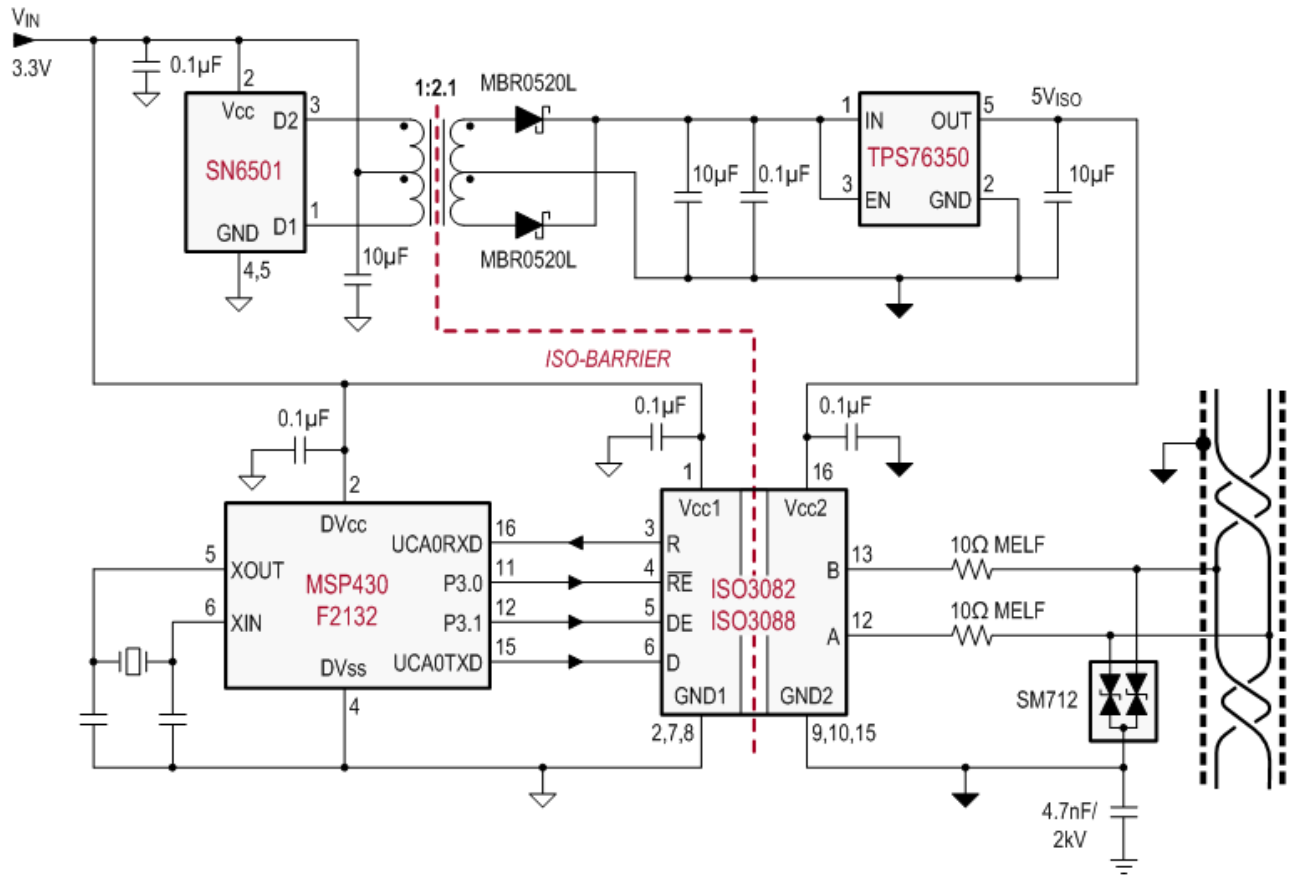 VIN
3.3V
0.1µF
2
Vcc
D2
3
SN6501
GND
D1
1
4,5
10µF
1:2.1
MBR0520L
MBR0520L
10µF
0.1µF
1
IN
OUT
5
TPS76350
3
EN
GND
2
5VISO
10µF
ISO-BARRIER
0.1µF
0.1µF
0.1µF
2
DVcc
5
XOUT
6
XIN
MSP430
F2132
UCA0RXD
16
P3.0
11
P3.1
12
UCA0TXD
15
DVss
4
1
16
Vcc1
Vcc2
3
R
4
RE
5
DE
6
D
ISO3082
ISO3088
B
13
A
12
GND1
GND2
2,7,8
9,10,15
10Ω MELF
10Ω MELF
SM712
4.7nF/
2kV